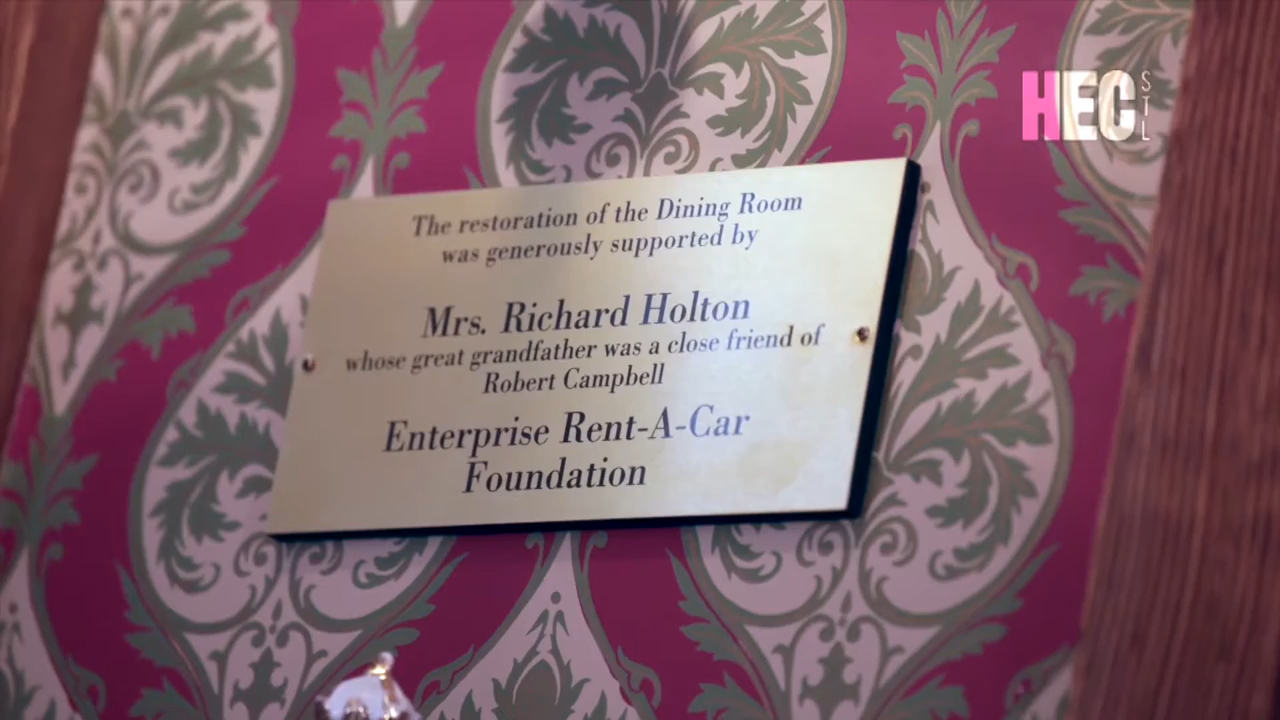 HEC
STL
The restoration of the Dining Room
was generously supported by
Mrs. Richard Holton
whose great grandfather was a close friend of
Robert Campbell
Enterprise Rent-A-Car
Foundation